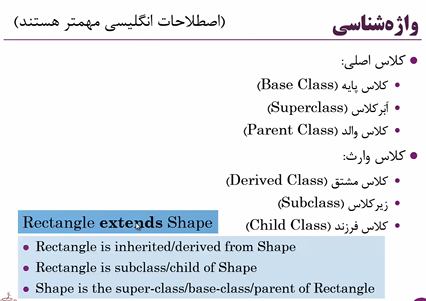 واژه‌شناسی (اصطلاحات انگلیسی مهمتر هستند)
• کلاس اصلی:
• کلاس پایه (Base Class)
• اَبَرکلاس (Superclass)
• کلاس والد (Parent Class)
• کلاس وارث:
• کلاس مشتق (Derived Class)
• زیرکلاس (Subclass)
• کلاس فرزند (Child Class)
Rectangle extends Shape
• Rectangle is inherited/derived from Shape
• Rectangle is subclass/child of Shape
• Shape is the super-class/base-class/parent of Rectangle